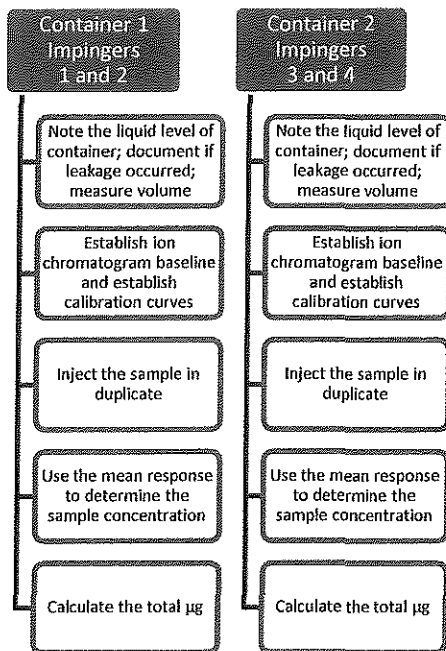 Container 1
Impingers
1 and 2
Note the liquid level of
container; document if
leakage occurred;
measure volume
Establish ion
chromatogram baseline
and establish
calibration curves
Inject the sample in
duplicate
Use the mean response
to determine the
sample concentration
Calculate the total µg
Container 2
Impingers
3 and 4
Note the liquid level of
container; document if
leakage occurred;
measure volume
Establish ion
chromatogram baseline
and establish
calibration curves
Inject the sample in
duplicate
Use the mean response
to determine the
sample concentration
Calculate the total µg